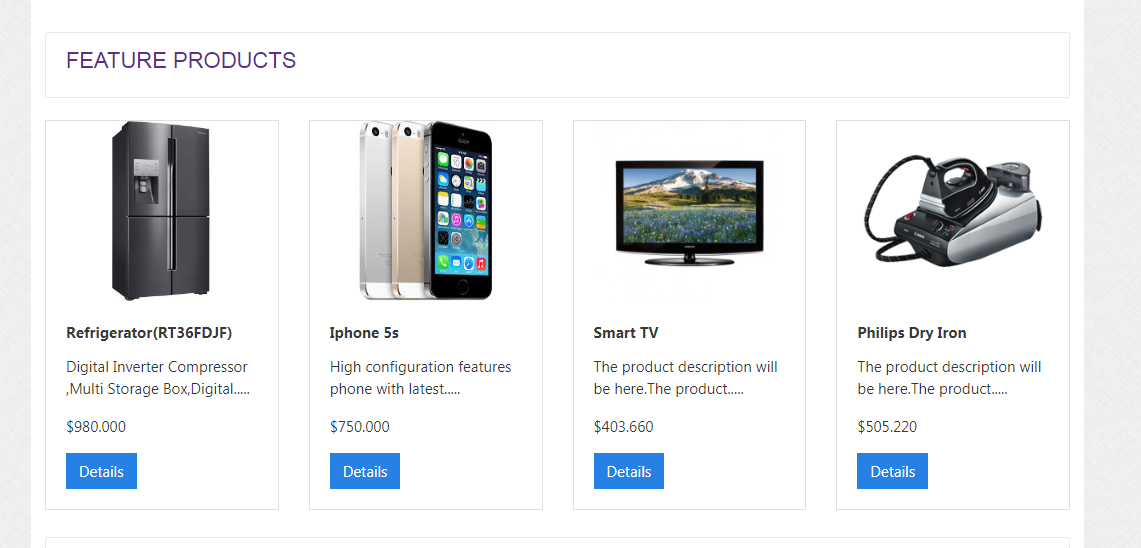 FEATURE PRODUCTS
Refrigerator(RT36FDJF)
Digital Inverter Compressor
,Multi Storage Box,Digital.....
$980.000
Details
Iphone 5s
High configuration features
phone with latest.....
$750.000
Details
Smart TV
The product description will
be here.The product.....
$403.660
Details
Philips Dry Iron
The product description will
be here.The product.....
$505.220
Details